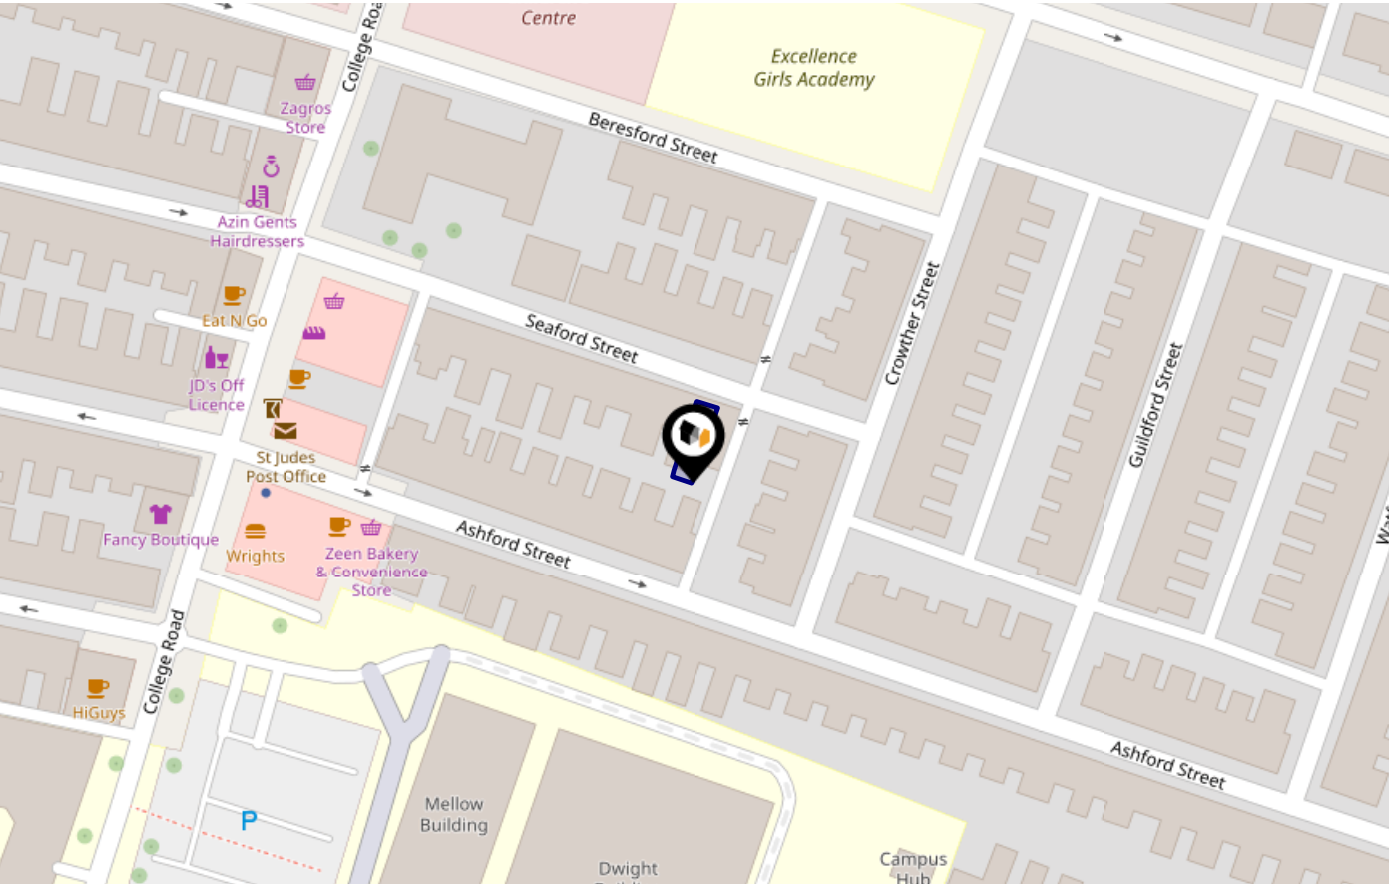 Centre
College Roa
Excellence
Girls Academy
Zagros
Store
Beresford Street
Azin Gents
Hairdressers
Eat N Go
Seaford Street
Crowther Street
JD's Off
Licence
Guildford Street
St Judes
Post Office
Fancy Boutique
Wrights
Zeen Bakery
& Convenience
Store
Ashford Street
College Road
HiGuys
Ashford Street
Mellow
Building
P
Campus
Hub
Dwight